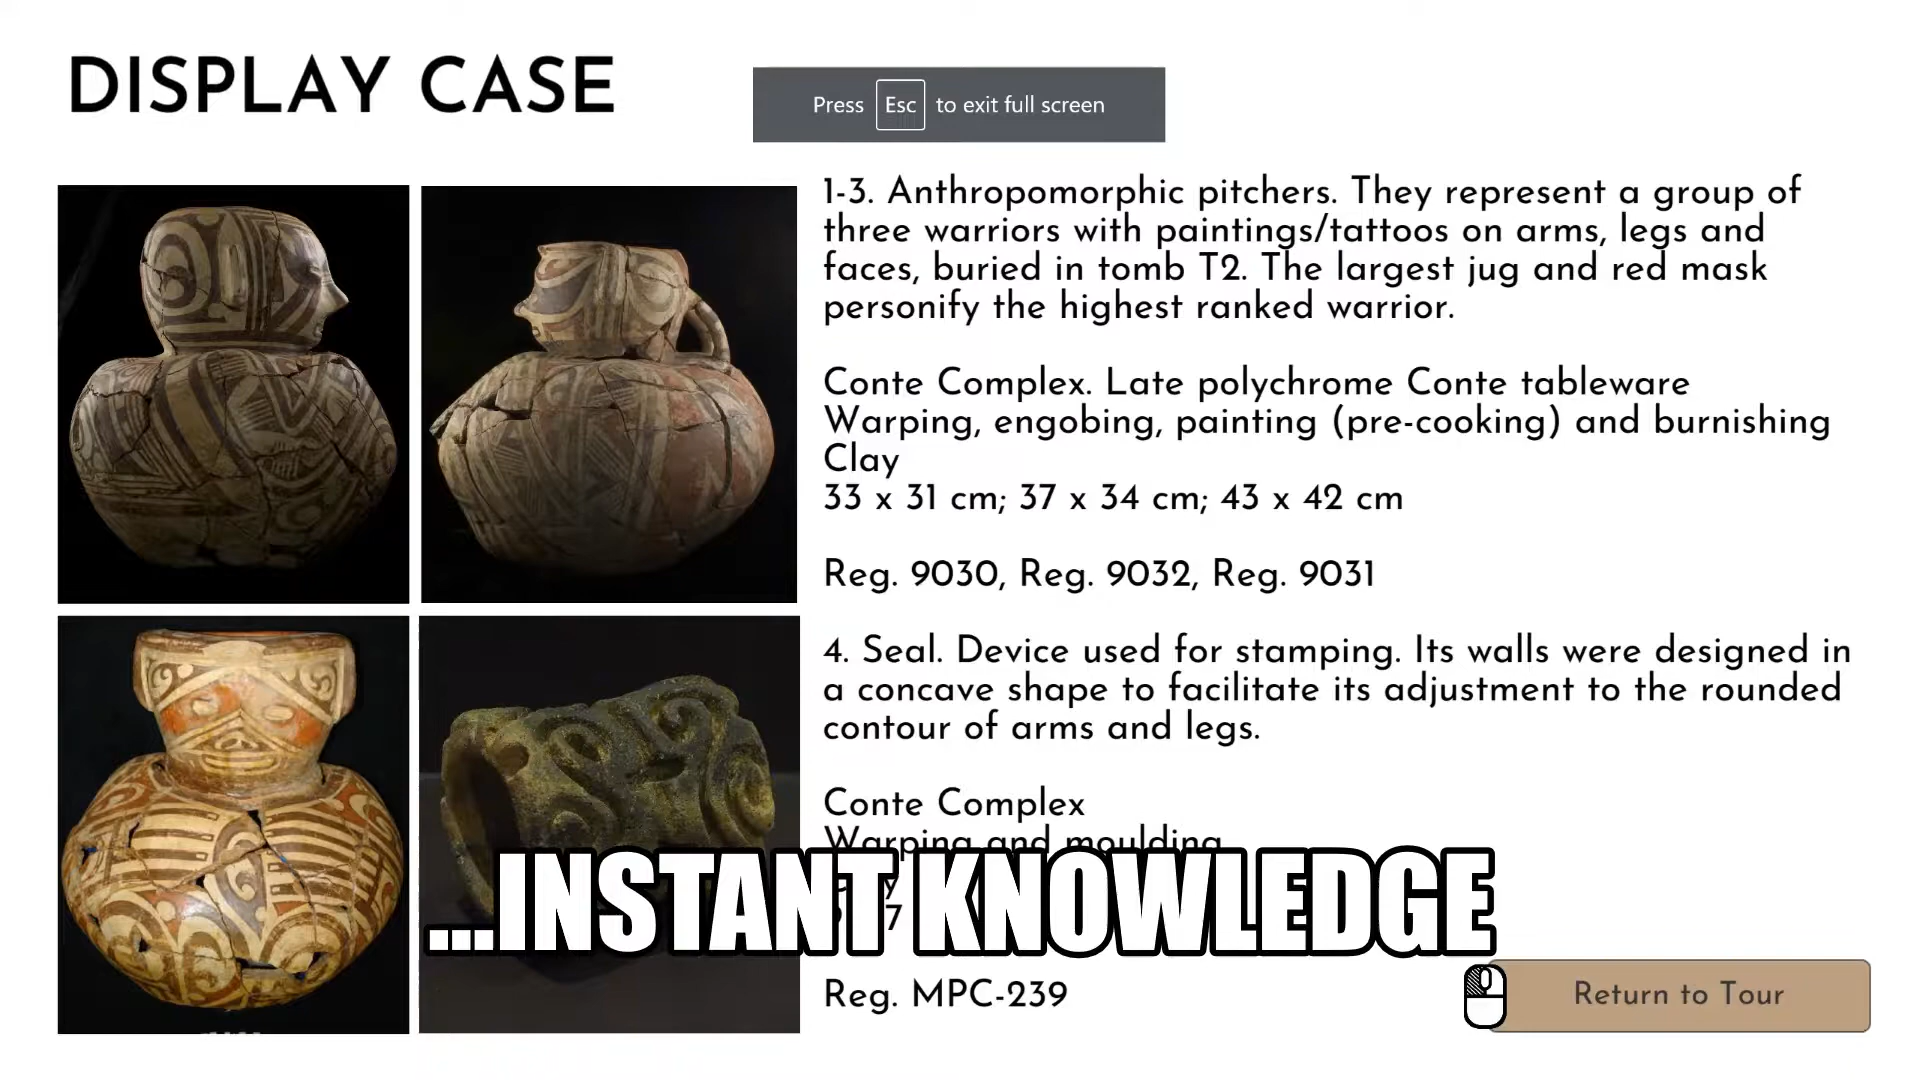 DISPLAY CASE
Press Esc to exit full screen
1-3. Anthropomorphic pitchers. They represent a group of
three warriors with paintings/tattoos on arms, legs and
faces, buried in tomb T2. The largest jug and red mask
personify the highest ranked warrior.
Conte Complex. Late polychrome Conte tableware
Warping, engobing, painting (pre-cooking) and burnishing
Clay
33 x 31 cm; 37 x 34 cm; 43 x 42 cm
Reg. 9030, Reg. 9032, Reg. 9031
4. Seal. Device used for stamping. Its walls were designed in
a concave shape to facilitate its adjustment to the rounded
contour of arms and legs.
Conte Complex
Warping and moulding
...INSTANT KNOWLEDGE
Reg. MPC-239
Return to Tour